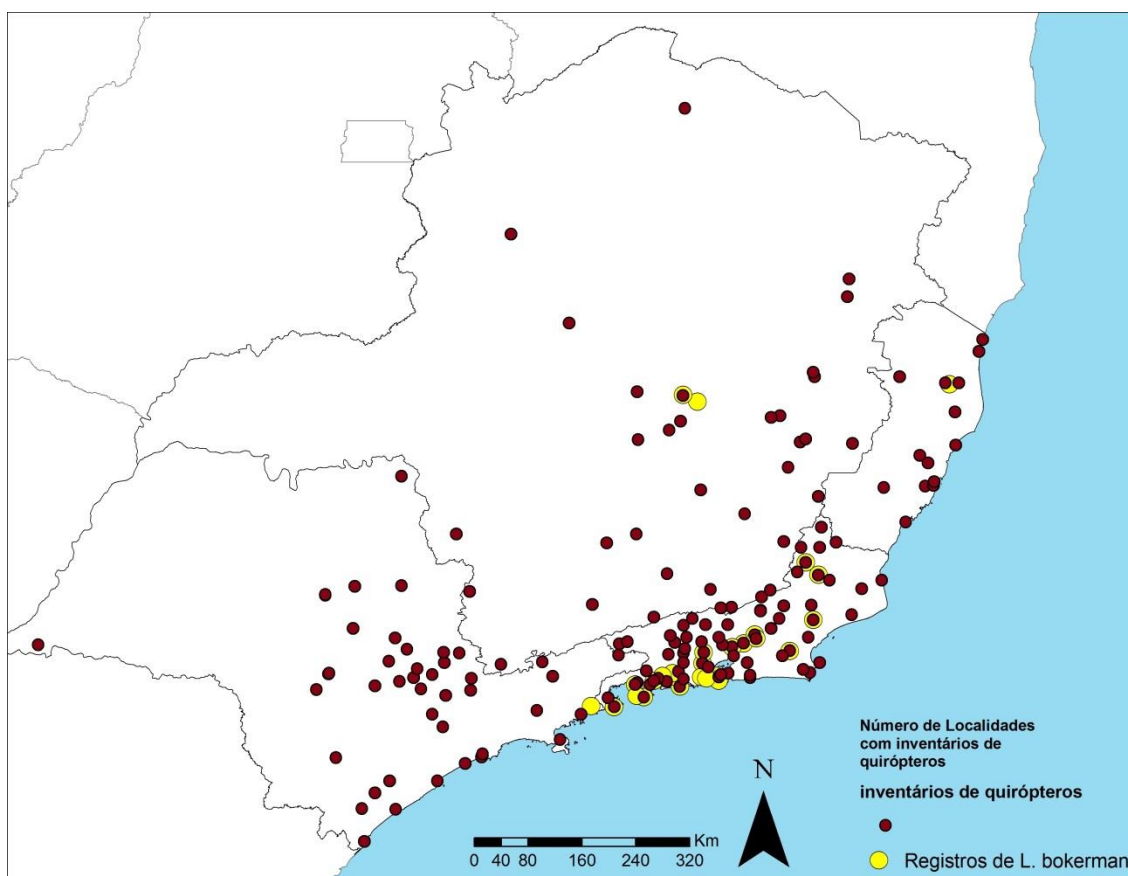 Número de Localidades
com inventários de
quirópteros
N
inventários de quirópteros
Km
0 40 80 160 240 320
Registros de L. bokerman